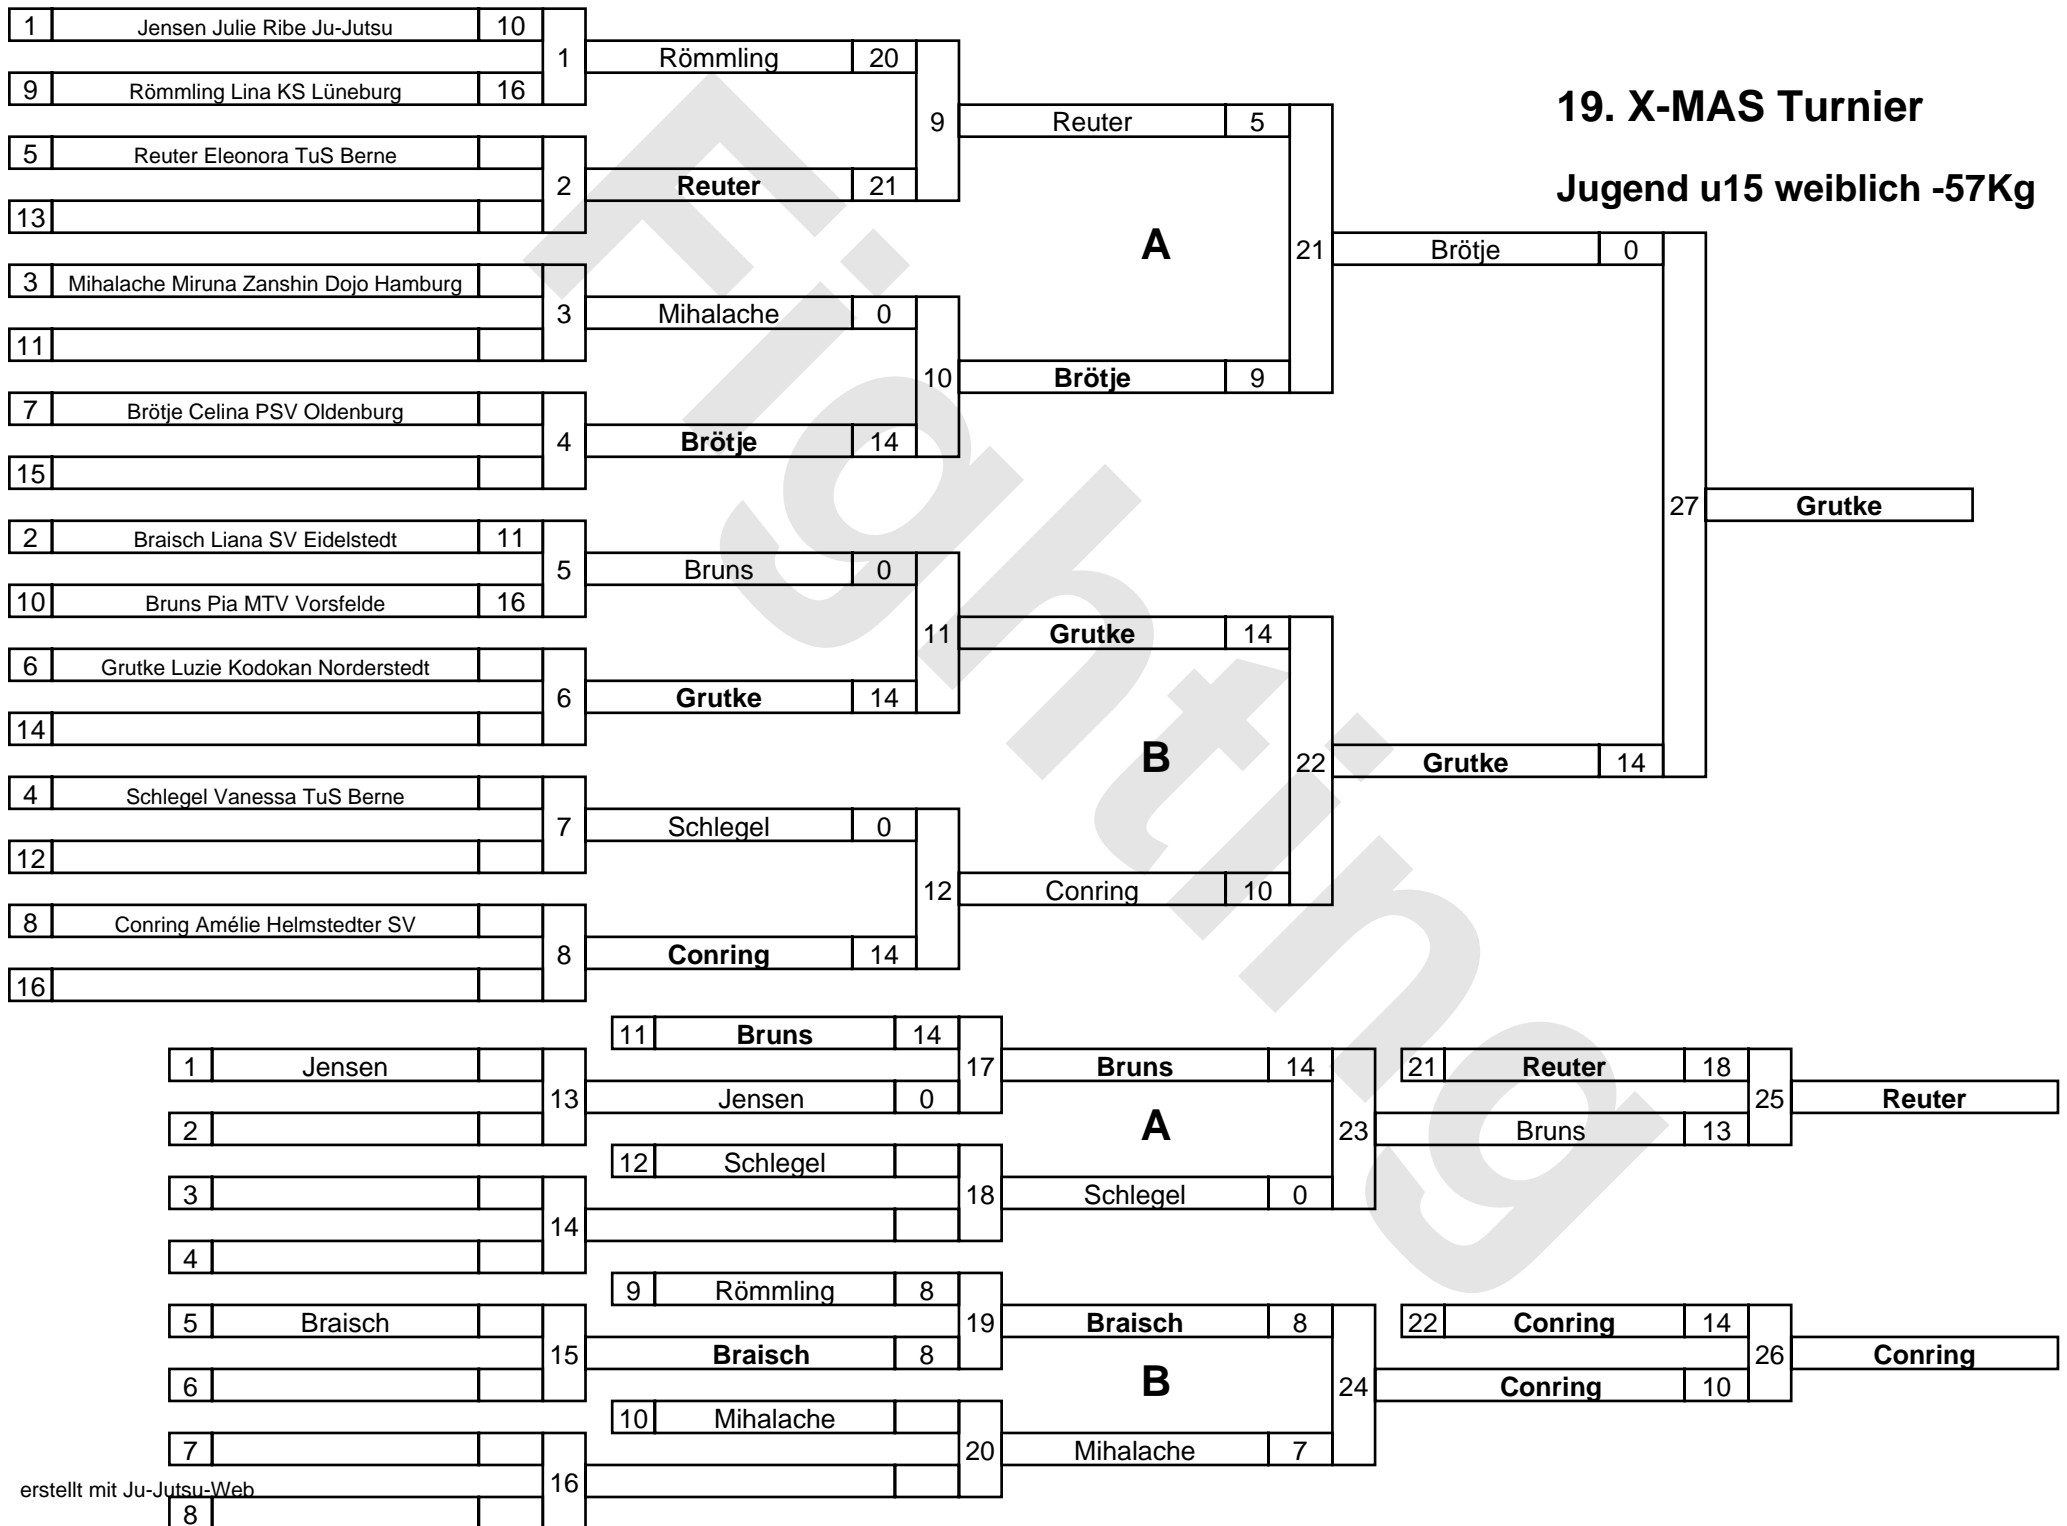 19. X-MAS Turnier
Jugend u15 weiblich -57Kg
Fighting
1 Jensen Julie Ribe Ju-Jutsu 10
9 Römmling Lina KS Lüneburg 16
1
5 Reuter Eleonora TuS Berne
13
2
3 Mihalache Miruna Zanshin Dojo Hamburg
11
3
7 Brötje Celina PSV Oldenburg
15
4
2 Braisch Liana SV Eidelstedt 11
10 Bruns Pia MTV Vorsfelde 16
5
6 Grutke Luzie Kodokan Norderstedt
14
6
4 Schlegel Vanessa TuS Berne
12
7
8 Conring Amélie Helmstedter SV
16
8
Römmling 20
Reuter 21
9
Mihalache 0
Brötje 14
10
Bruns 0
Grutke 14
11
Schlegel 0
Conring 14
12
Reuter 5
A
Brötje 9
21
Grutke 14
B
Conring 10
22
Brötje 0
Grutke 14
27
Grutke
1 Jensen
2
13
3
4
14
5 Braisch
6
15
7
8
16
11 Bruns 14
Jensen 0
17
12 Schlegel
18
9 Römmling 8
Braisch 8
19
10 Mihalache
20
Bruns 14
A
Schlegel 0
23
Braisch 8
B
Mihalache 7
24
21 Reuter 18
Bruns 13
25
Reuter
22 Conring 14
Conring 10
26
Conring
erstellt mit Ju-Jutsu-Web